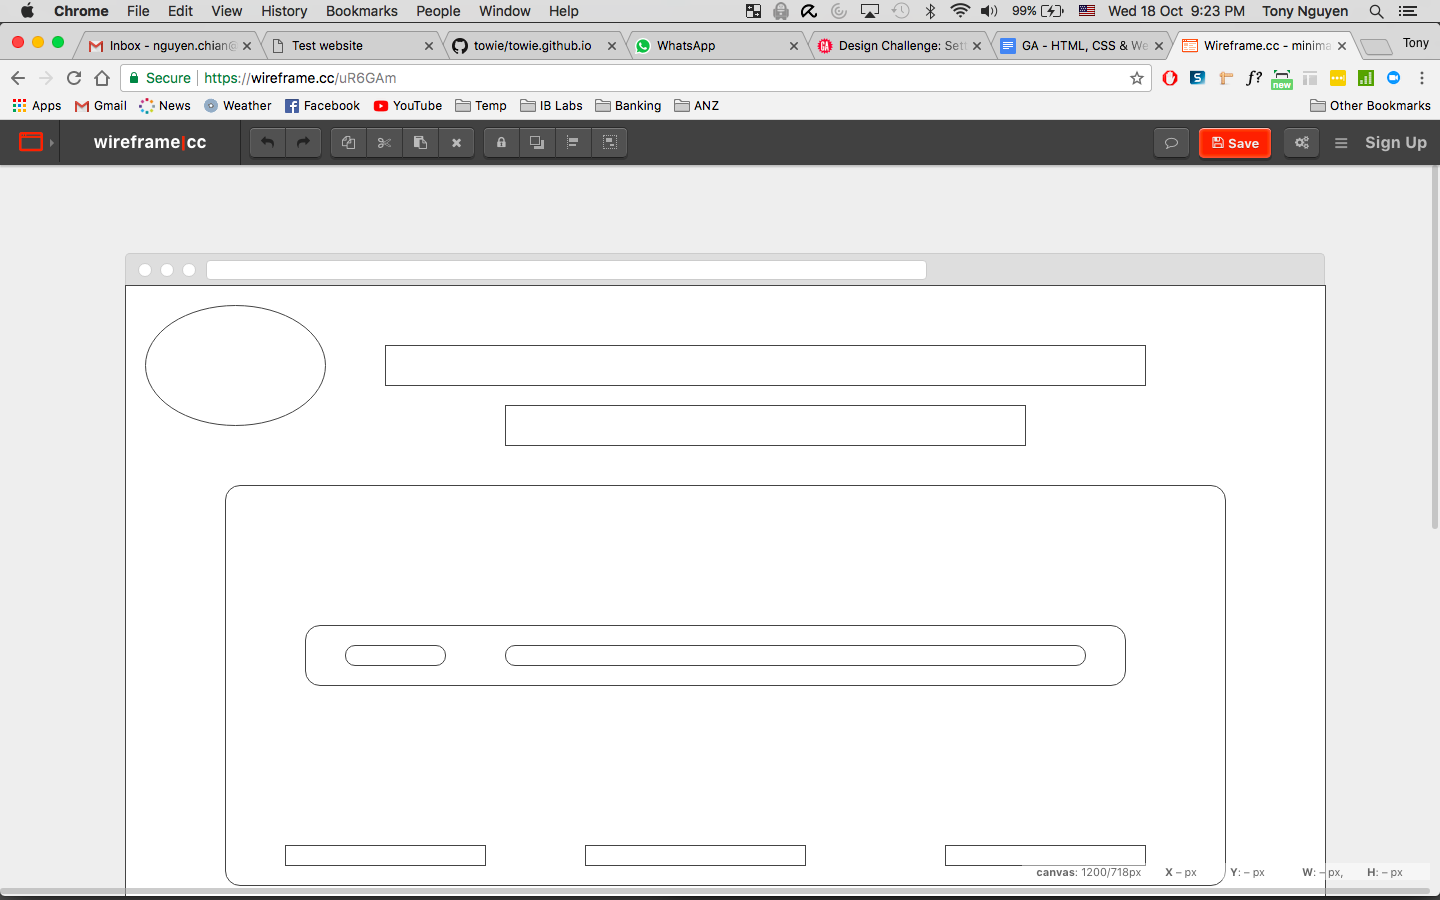 Chrome File Edit View History Bookmarks People Window Help 99% Wed 18 Oct 9:23 PM Tony Nguyen
Inbox - nguyen.chian@ Test website towie/towie.github.io WhatsApp Design Challenge: Set GA - HTML, CSS & We Wireframe.cc - minima Tony
Secure https://wireframe.cc/uR6GAm f? new
Apps Gmail News Weather Facebook YouTube Temp IB Labs Banking ANZ Other Bookmarks
wireframe|cc Save Sign Up
canvas: 1200/718px X – px Y: – px W: – px, H: – px